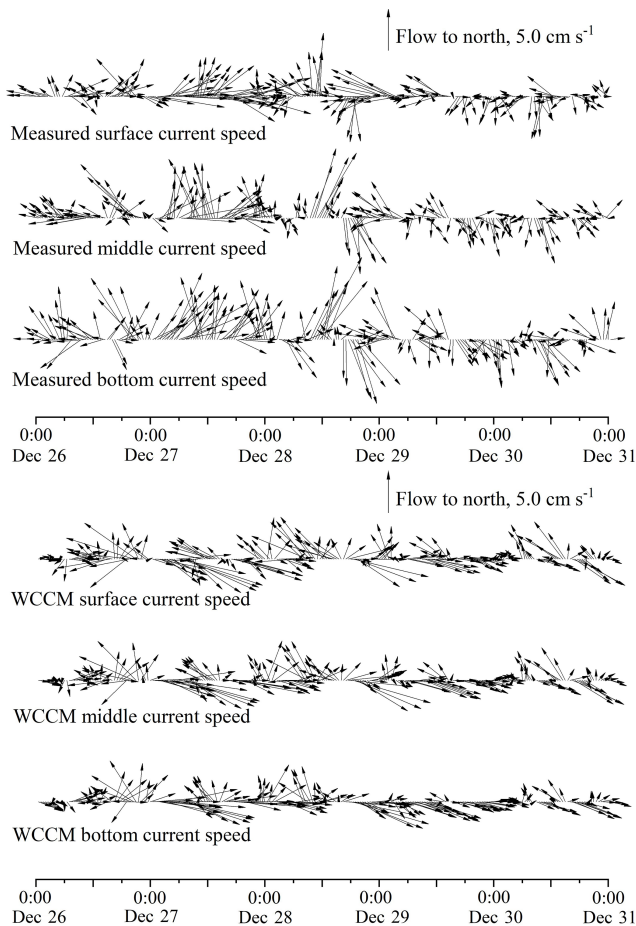 Flow to north, 5.0 cm s⁻¹
Measured surface current speed
Measured middle current speed
Measured bottom current speed
0:00 0:00 0:00 0:00 0:00 0:00
Dec 26 Dec 27 Dec 28 Dec 29 Dec 30 Dec 31
Flow to north, 5.0 cm s⁻¹
WCCM surface current speed
WCCM middle current speed
WCCM bottom current speed
0:00 0:00 0:00 0:00 0:00 0:00
Dec 26 Dec 27 Dec 28 Dec 29 Dec 30 Dec 31